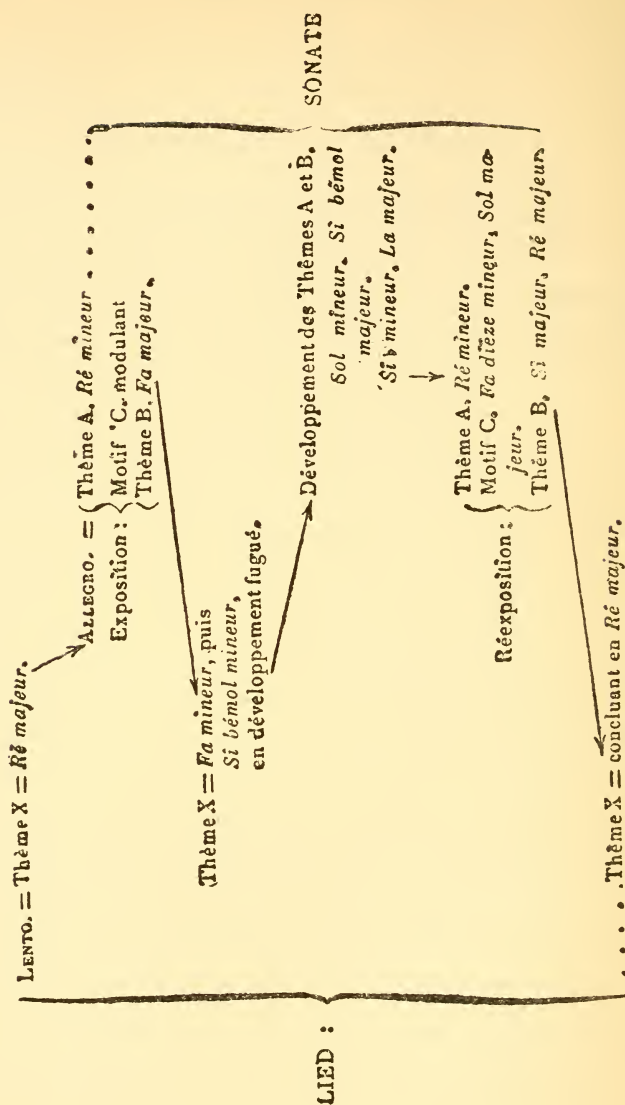 LENTO. = Thème X = Ré majeur.
ALLEGRO. = Thème A. Ré mineur . . . . . . .
Exposition : Motif C. modulant
Thème B. Fa majeur.
Thème X = Fa mineur, puis
Si bémol mineur,
en développement fugué.
LIED :
Développement des Thèmes A et B.
SONATE
Sol mineur. Si bémol
majeur.
Si b mineur. La majeur.
Thème A. Ré mineur.
Motif C. Fa dièze mineur, Sol ma-
Réexposition : jeur.
Thème B. Si majeur, Ré majeur.
. . . . . Thème X = concluant en Ré majeur.